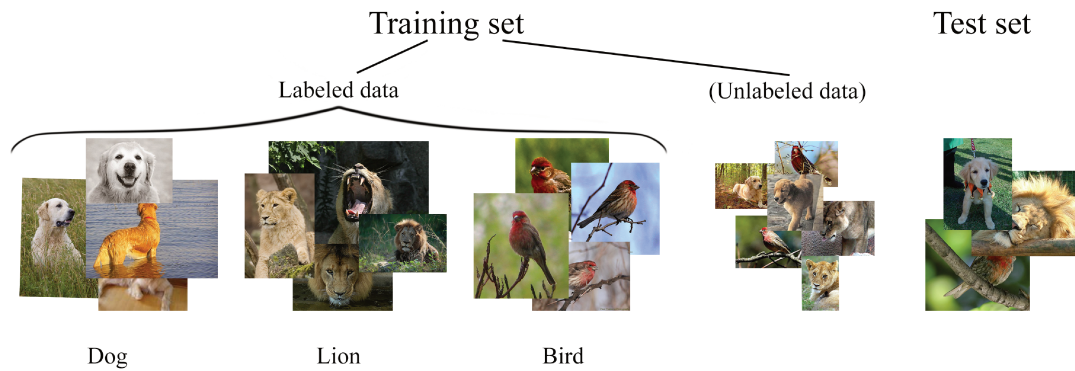 Training set
Test set
Labeled data
(Unlabeled data)
Dog
Lion
Bird